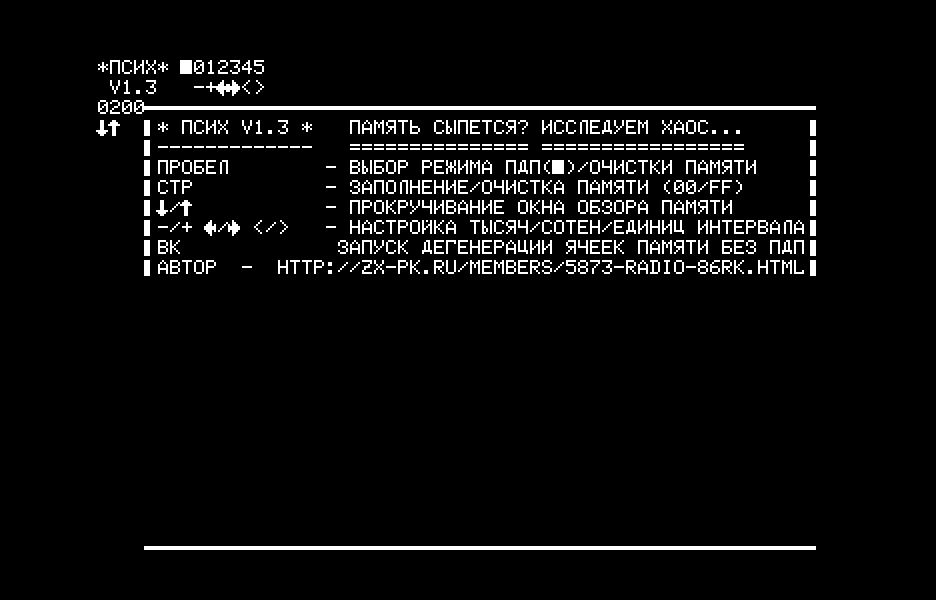 *ПСИХ* ■012345
V1.3 -+◀▶<>
0200
↓↑ * ПСИХ V1.3 * ПАМЯТЬ СЫПЕТСЯ? ИССЛЕДУЕМ ХАОС...
------------- =============== =================
ПРОБЕЛ - ВЫБОР РЕЖИМА ПДП(■)/ОЧИСТКИ ПАМЯТИ
СТР - ЗАПОЛНЕНИЕ/ОЧИСТКА ПАМЯТИ (00/FF)
↓/↑ - ПРОКРУЧИВАНИЕ ОКНА ОБЗОРА ПАМЯТИ
-/+ ◀/▶ </> - НАСТРОЙКА ТЫСЯЧ/СОТЕН/ЕДИНИЦ ИНТЕРВАЛА
ВК ЗАПУСК ДЕГЕНЕРАЦИИ ЯЧЕЕК ПАМЯТИ БЕЗ ПДП
АВТОР - HTTP://ZX-PK.RU/MEMBERS/5873-RADIO-86RK.HTML